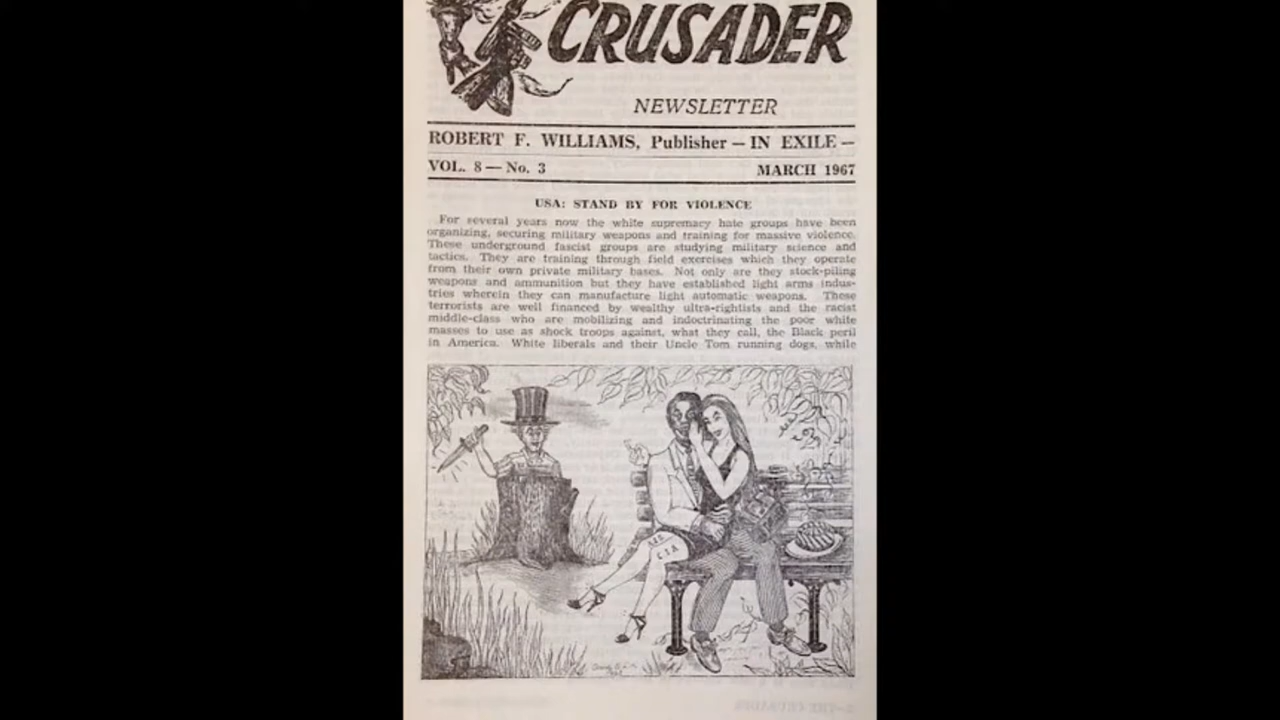 CRUSADER
NEWSLETTER
ROBERT F. WILLIAMS, Publisher — IN EXILE —
VOL. 8 — No. 3 MARCH 1967
USA: STAND BY FOR VIOLENCE
For several years now the white supremacy hate groups have been
organizing, securing military weapons and training for massive violence.
These underground fascist groups are studying military science and
tactics. They are training through field exercises which they operate
from their own private military bases. Not only are they stock-piling
weapons and ammunition but they have established light arms indus-
tries wherein they can manufacture light automatic weapons. These
terrorists are well financed by wealthy ultra-rightists and the racist
middle-class who are mobilizing and indoctrinating the poor white
masses to use as shock troops against, what they call, the Black peril
in America. White liberals and their Uncle Tom running dogs, while
CIA